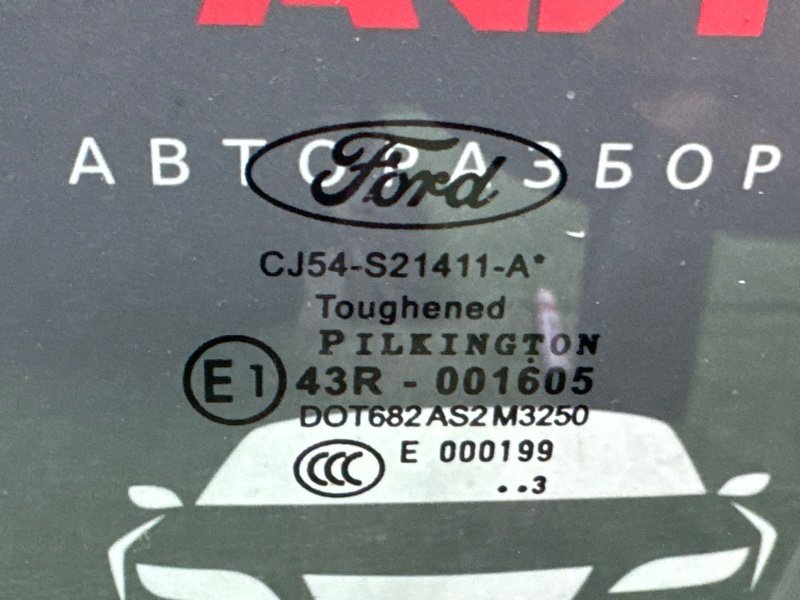 АВТОРАЗБОР
Ford
CJ54-S21411-A*
Toughened
PILKINGTON
E1 43R - 001605
DOT682 AS2 M3250
CCC E 000199
..3